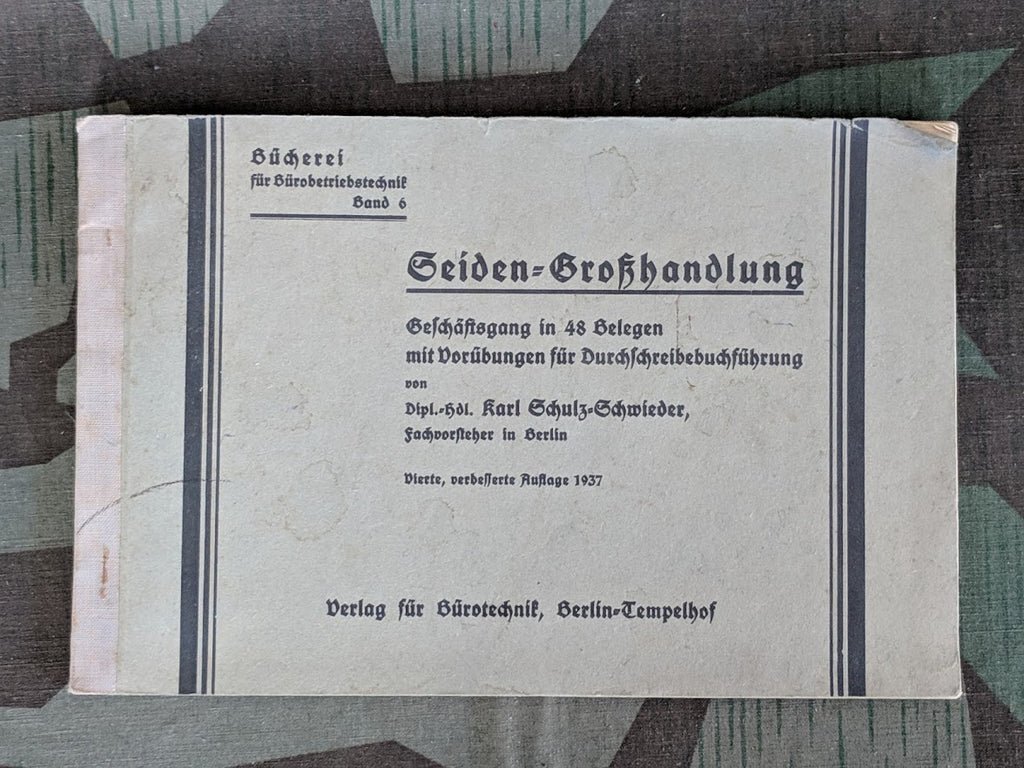 Bücherei
für Bürobetriebstechnik
Band 6
Seiden-Großhandlung
Geschäftsgang in 48 Belegen
mit Vorübungen für Durchschreibebuchführung
von
Dipl.-Hdl. Karl Schulz-Schwieder,
Fachvorsteher in Berlin
Vierte, verbesserte Auflage 1937
Verlag für Bürotechnik, Berlin-Tempelhof